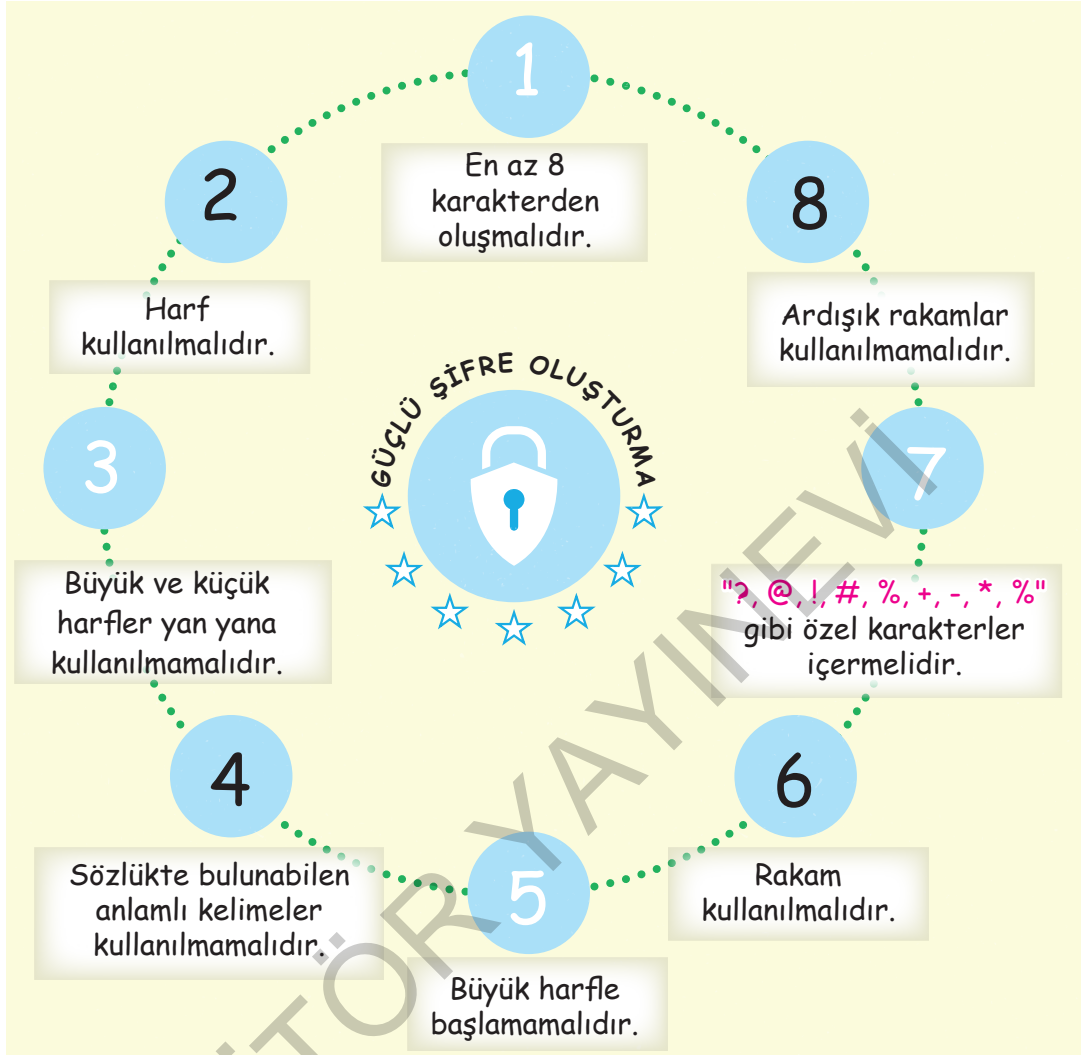 1
En az 8
karakterden
oluşmalıdır.
2
Harf
kullanılmalıdır.
3
Büyük ve küçük
harfler yan yana
kullanılmamalıdır.
4
Sözlükte bulunabilen
anlamlı kelimeler
kullanılmamalıdır.
5
Büyük harfle
başlamamalıdır.
6
Rakam
kullanılmalıdır.
7
"?, @, !, #, %, +, -, *, %"
gibi özel karakterler
içermelidir.
8
Ardışık rakamlar
kullanılmamalıdır.
GÜÇLÜ ŞİFRE OLUŞTURMA
TÖR YAYINEVİ